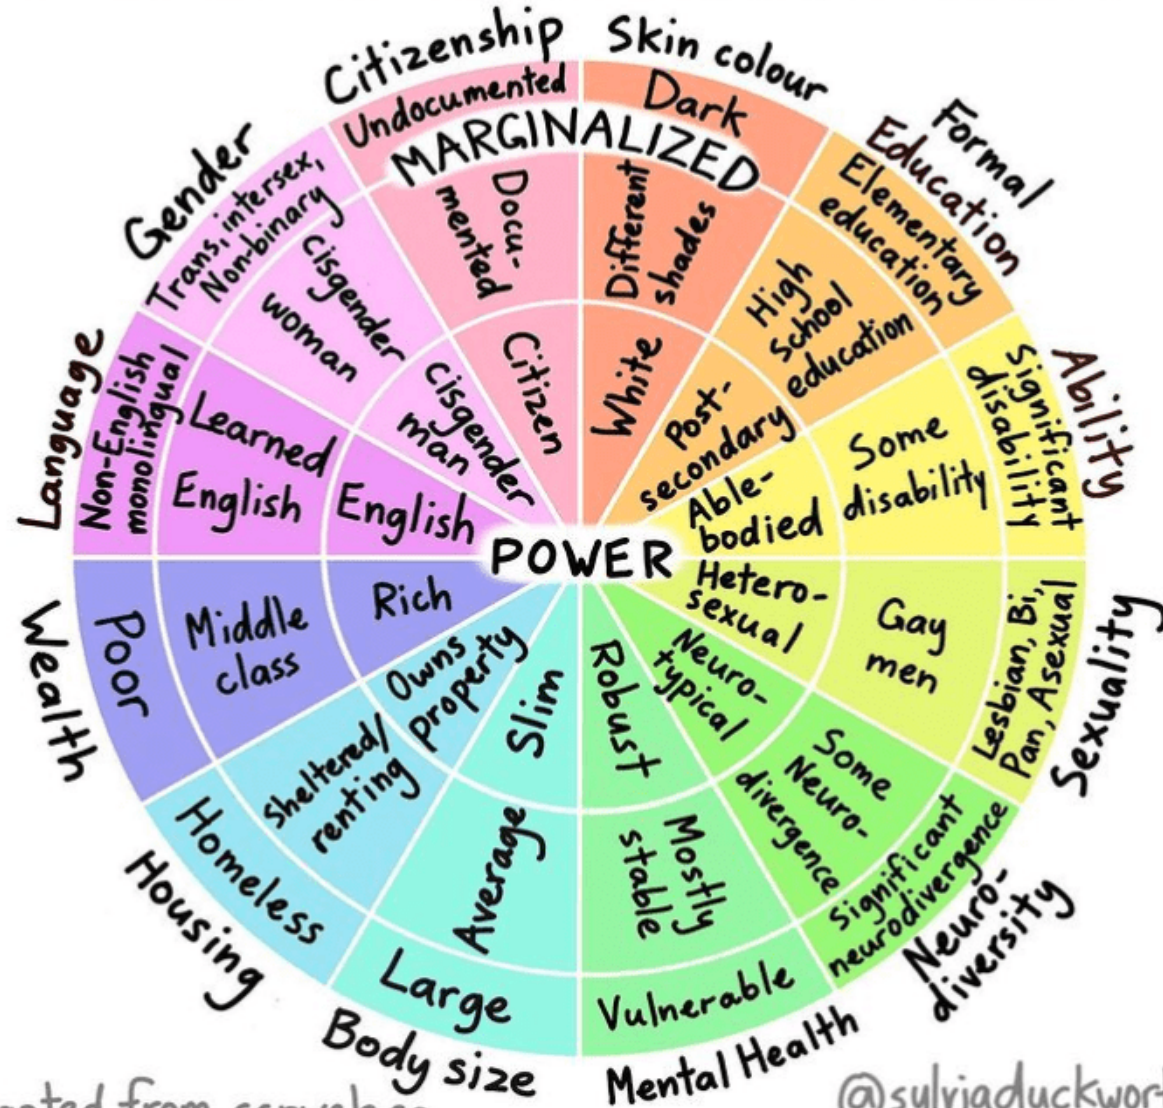 Citizenship
Undocumented
Docu-
mented
Citizen
Skin colour
Dark
Different
shades
White
Formal
Education
Elementary
education
High
school
education
Post-
secondary
Ability
Significant
disability
Some
disability
Able-
bodied
Sexuality
Lesbian, Bi,
Pan, Asexual
Gay
men
Hetero-
sexual
Neuro-
diversity
Significant
neurodivergence
Some
Neuro-
divergence
Neuro-
typical
Mental Health
Vulnerable
Mostly
stable
Robust
Body size
Large
Average
Slim
Housing
Homeless
Sheltered/
renting
Owns
property
Wealth
Poor
Middle
class
Rich
Language
Non-English
monolingual
Learned
English
English
Gender
Trans, intersex,
Non-binary
Cisgender
woman
Cisgender
man
MARGINALIZED
POWER
from
@sylviaduckwor